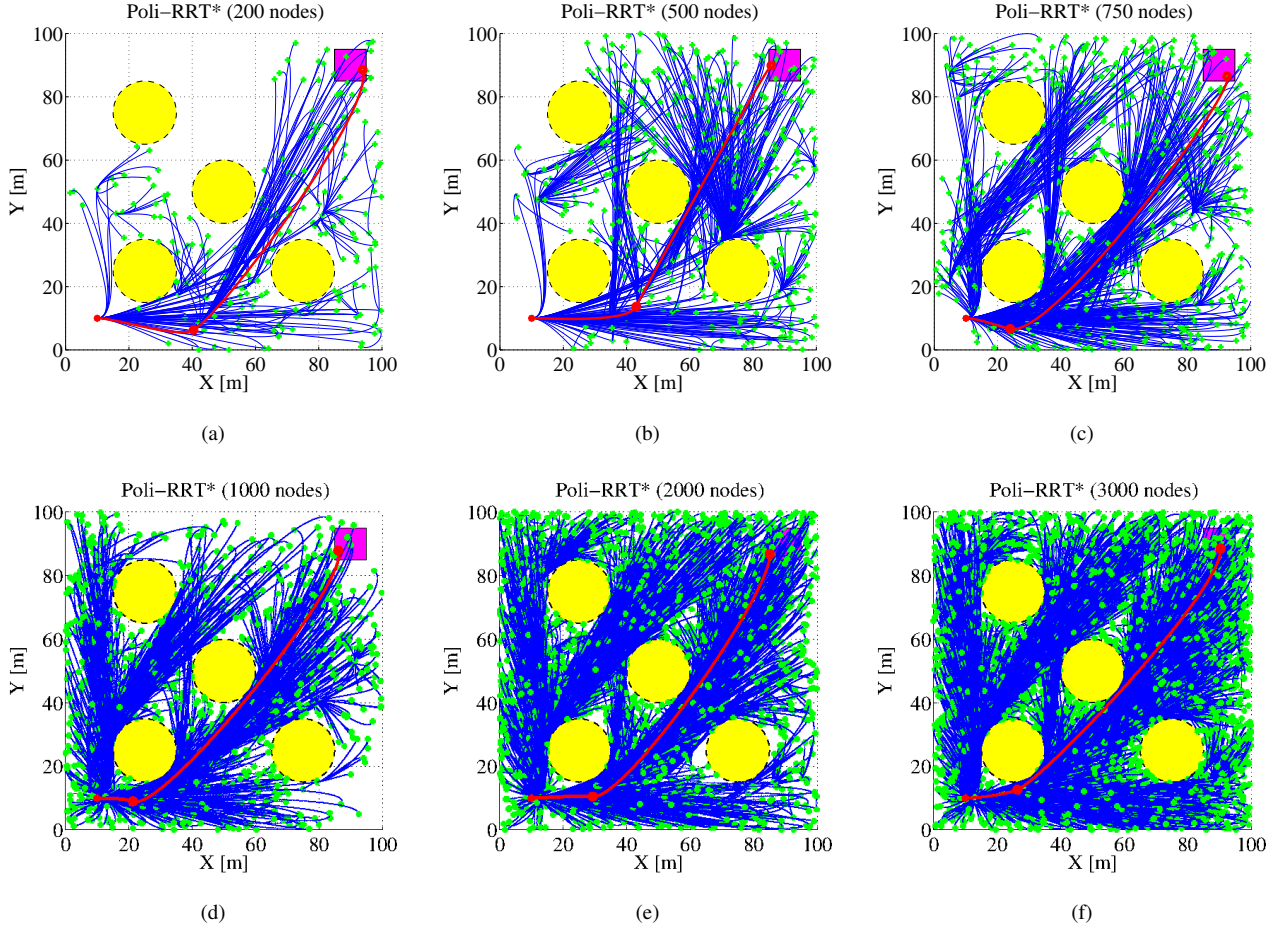 Poli−RRT* (200 nodes)
Y [m]
100
80
60
40
20
0
0 20 40 60 80 100
X [m]
(a)
Poli−RRT* (500 nodes)
Y [m]
100
80
60
40
20
0
0 20 40 60 80 100
X [m]
(b)
Poli−RRT* (750 nodes)
Y [m]
100
80
60
40
20
0
0 20 40 60 80 100
X [m]
(c)
Poli−RRT* (1000 nodes)
Y [m]
100
80
60
40
20
0
0 20 40 60 80 100
X [m]
(d)
Poli−RRT* (2000 nodes)
Y [m]
100
80
60
40
20
0
0 20 40 60 80 100
X [m]
(e)
Poli−RRT* (3000 nodes)
Y [m]
100
80
60
40
20
0
0 20 40 60 80 100
X [m]
(f)